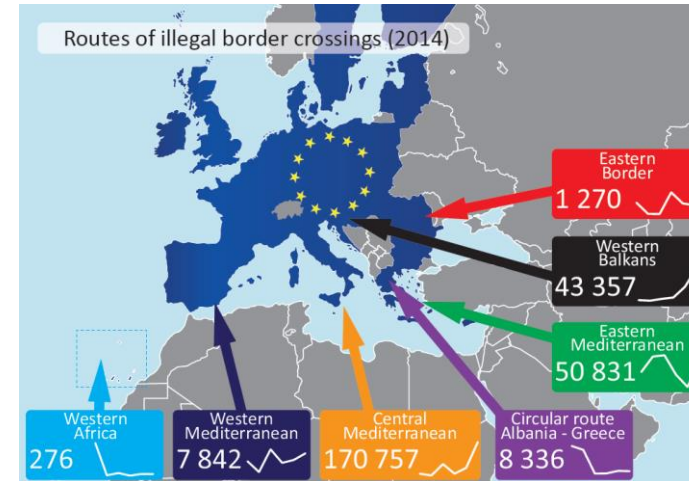 Routes of illegal border crossings (2014)
Eastern
Border
1 270
Western
Balkans
43 357
Eastern
Mediterranean
50 831
Western
Africa
276
Western
Mediterranean
7 842
Central
Mediterranean
170 757
Circular route
Albania - Greece
8 336